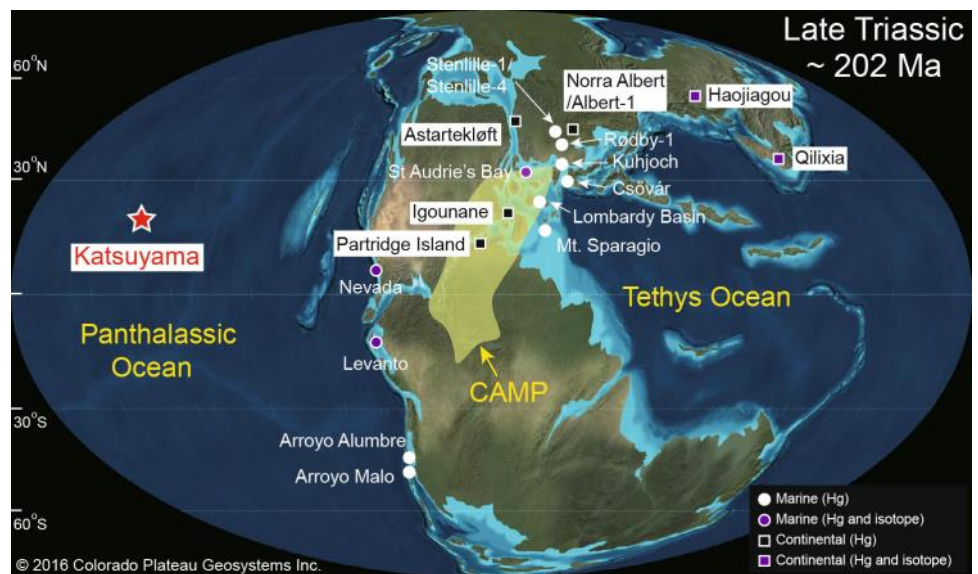 Late Triassic
~ 202 Ma
60°N
Stenlille-1/
Stenlille-4
Norra Albert
/Albert-1
Haojiagou
Astartekløft
Rødby-1
Kuhjoch
Qilixia
30°N
St Audrie's Bay
Csővár
Igounane
Lombardy Basin
Partridge Island
Mt. Sparagio
Katsuyama
Nevada
Tethys Ocean
Panthalassic
Ocean
Levanto
CAMP
30°S
Arroyo Alumbre
Arroyo Malo
60°S
Marine (Hg)
Marine (Hg and isotope)
Continental (Hg)
Continental (Hg and isotope)
© 2016 Colorado Plateau Geosystems Inc.